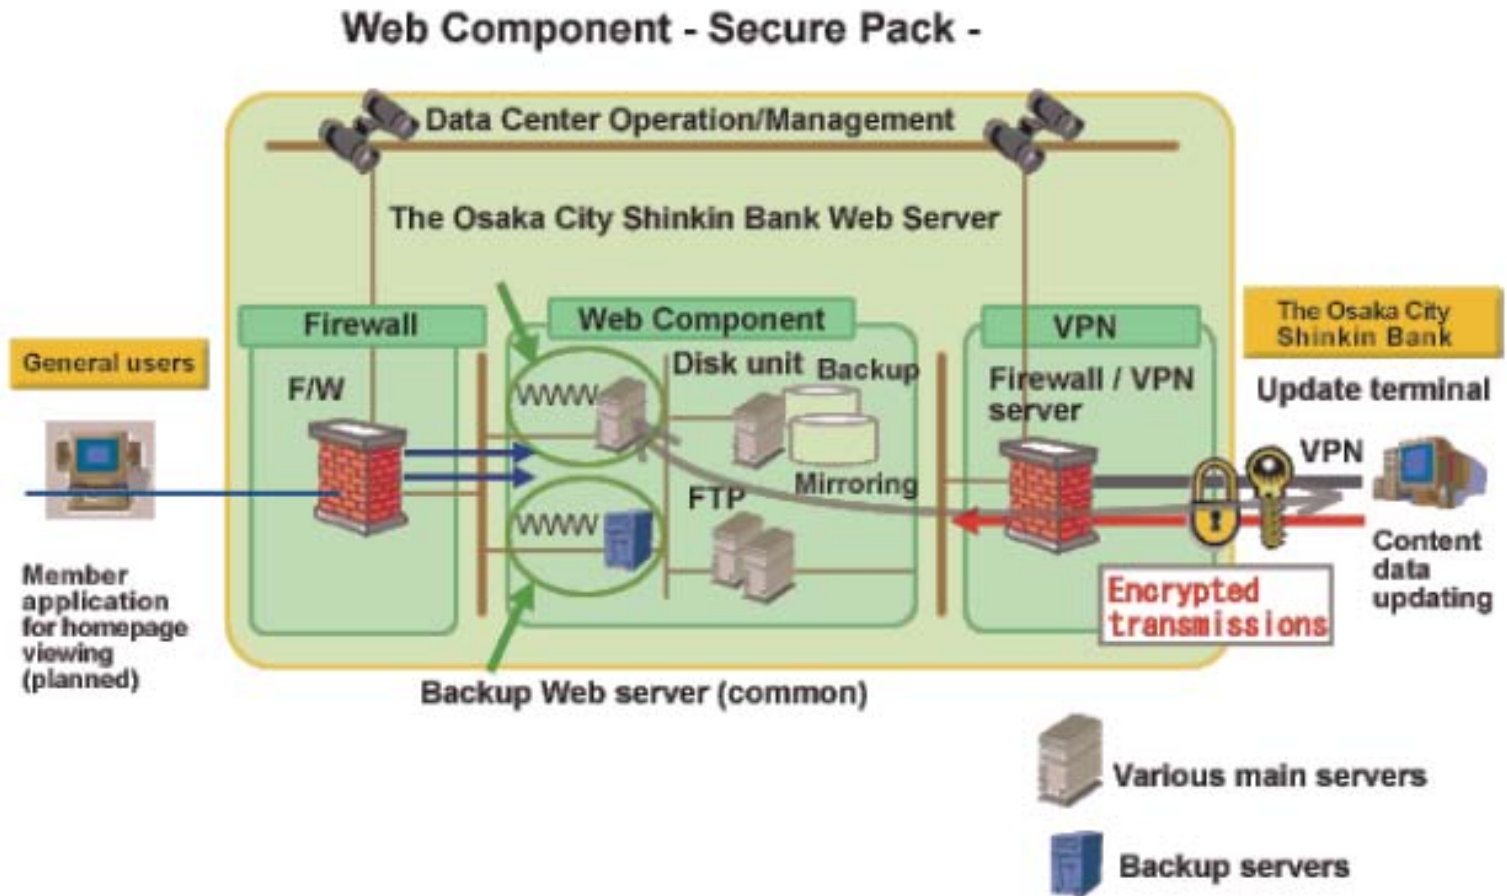 Web Component - Secure Pack -
Data Center Operation/Management
The Osaka City Shinkin Bank Web Server
Firewall
Web Component
VPN
The Osaka City
Shinkin Bank
General users
F/W
WWWW
Disk unit
Backup
Mirroring
Firewall / VPN
server
Update terminal
VPN
FTP
WWWW
Content
data
updating
Encrypted
transmissions
Member
application
for homepage
viewing
(planned)
Backup Web server (common)
Various main servers
Backup servers